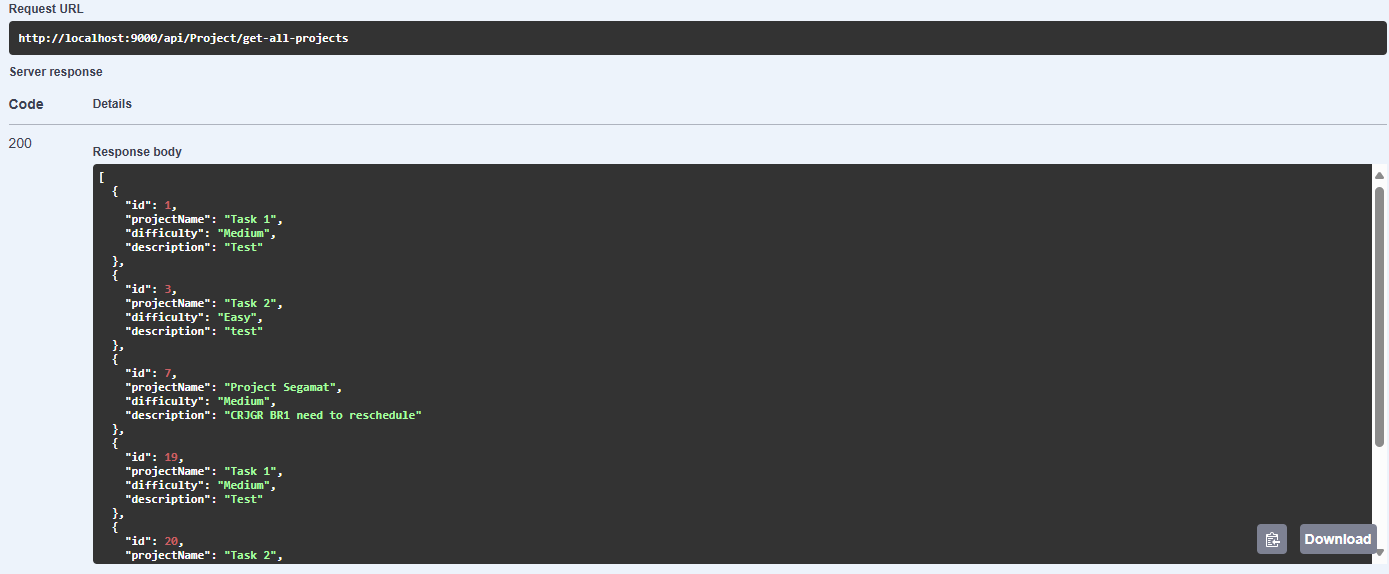 Request URL
http://localhost:9000/api/Project/get-all-projects
Server response
Code Details
200
Response body
[
  {
    "id": 1,
    "projectName": "Task 1",
    "difficulty": "Medium",
    "description": "Test"
  },
  {
    "id": 3,
    "projectName": "Task 2",
    "difficulty": "Easy",
    "description": "test"
  },
  {
    "id": 7,
    "projectName": "Project Segamat",
    "difficulty": "Medium",
    "description": "CRJGR BR1 need to reschedule"
  },
  {
    "id": 19,
    "projectName": "Task 1",
    "difficulty": "Medium",
    "description": "Test"
  },
  {
    "id": 20,
    "projectName": "Task 2",
Download